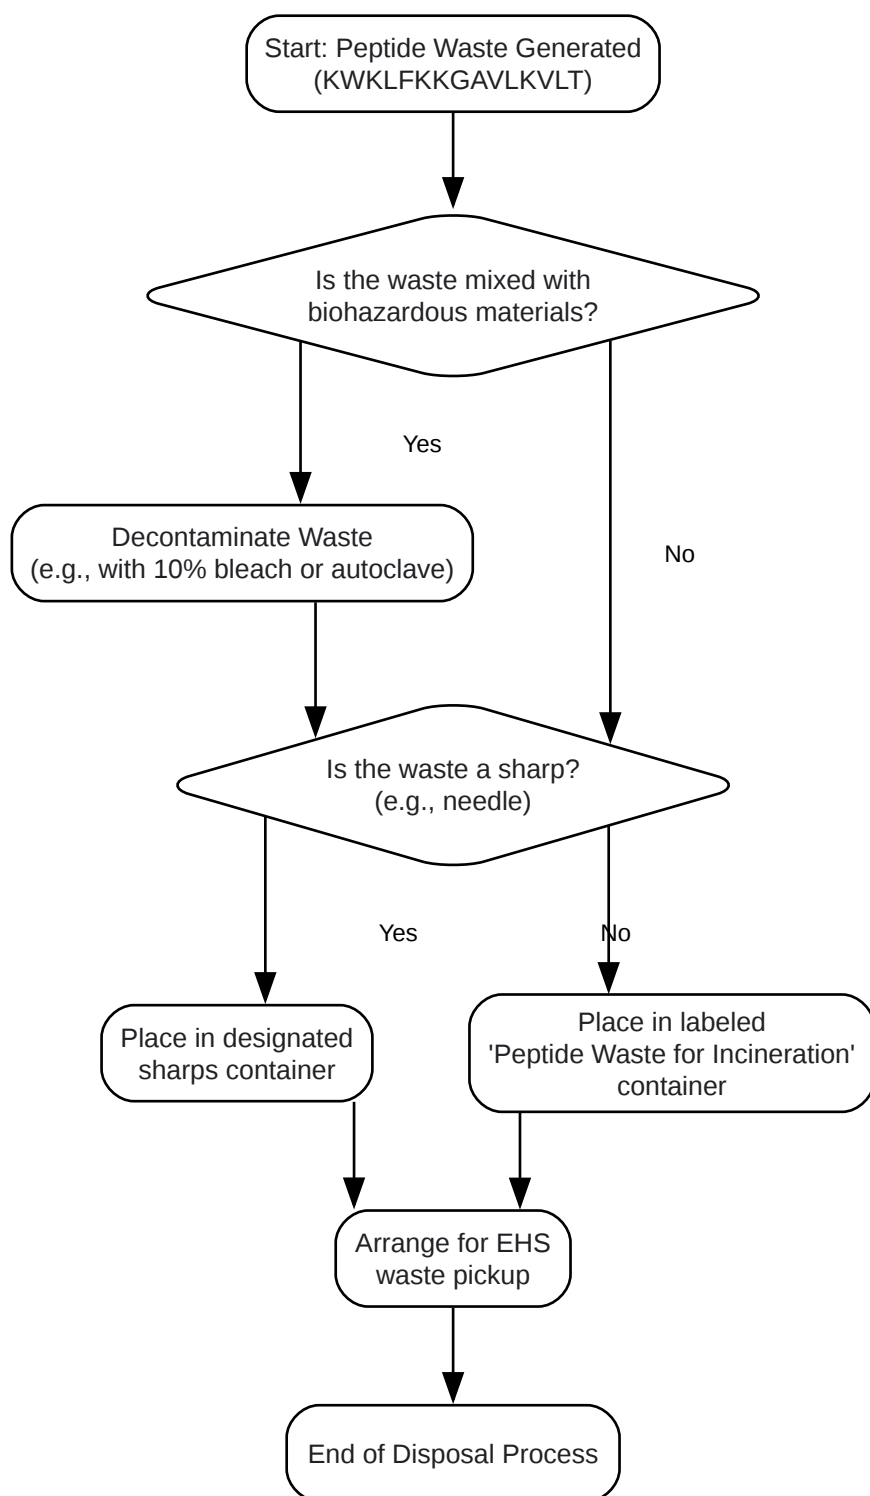 Start: Peptide Waste Generated
(KWKLFKKGAVLKVLT)
Is the waste mixed with
biohazardous materials?
Yes
Decontaminate Waste
(e.g., with 10% bleach or autoclave)
No
Is the waste a sharp?
(e.g., needle)
Yes
No
Place in designated
sharps container
Place in labeled
'Peptide Waste for Incineration'
container
Arrange for EHS
waste pickup
End of Disposal Process